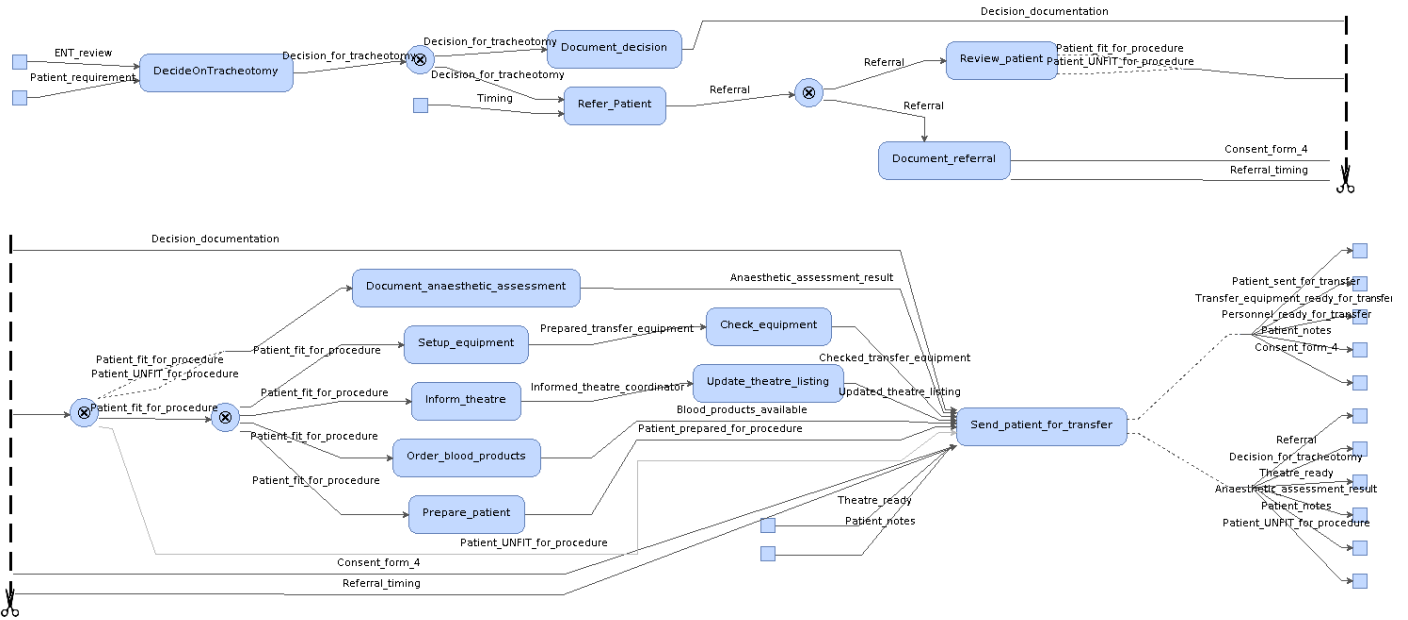 Decision_documentation
ENT_review
Decision_for_tracheotomy
Decision_for_tracheotomy
Document_decision
Patient fit_for_procedure
Patient_UNFIT_for_procedure
Review_patient
Referral
DecideOnTracheotomy
Patient_requirement
Decision_for_tracheotomy
Timing
Refer_Patient
Referral
Referral
Document_referral
Consent_form_4
Referral_timing
Decision_documentation
Document_anaesthetic_assessment
Anaesthetic_assessment_result
Patient_sent_for_transfer
Transfer_equipment_ready_for_transfer
Personnel_ready_for_transfer
Patient_notes
Consent_form_4
Setup_equipment
Prepared_transfer_equipment
Check_equipment
Patient_fit_for_procedure
Patient_fit_for_procedure
Patient_UNFIT_for_procedure
Checked_transfer_equipment
Patient_fit_for_procedure
Inform_theatre
Informed_theatre_coordinator
Update_theatre_listing
Updated_theatre_listing
Patient_fit_for_procedure
Blood_products_available
Patient_prepared_for_procedure
Send_patient_for_transfer
Patient_fit_for_procedure
Order_blood_products
Patient_fit_for_procedure
Prepare_patient
Referral
Decision_for_tracheotomy
Theatre_ready
Anaesthetic_assessment_result
Patient_notes
Patient_UNFIT_for_procedure
Theatre_ready
Patient_notes
Patient_UNFIT_for_procedure
Consent_form_4
Referral_timing